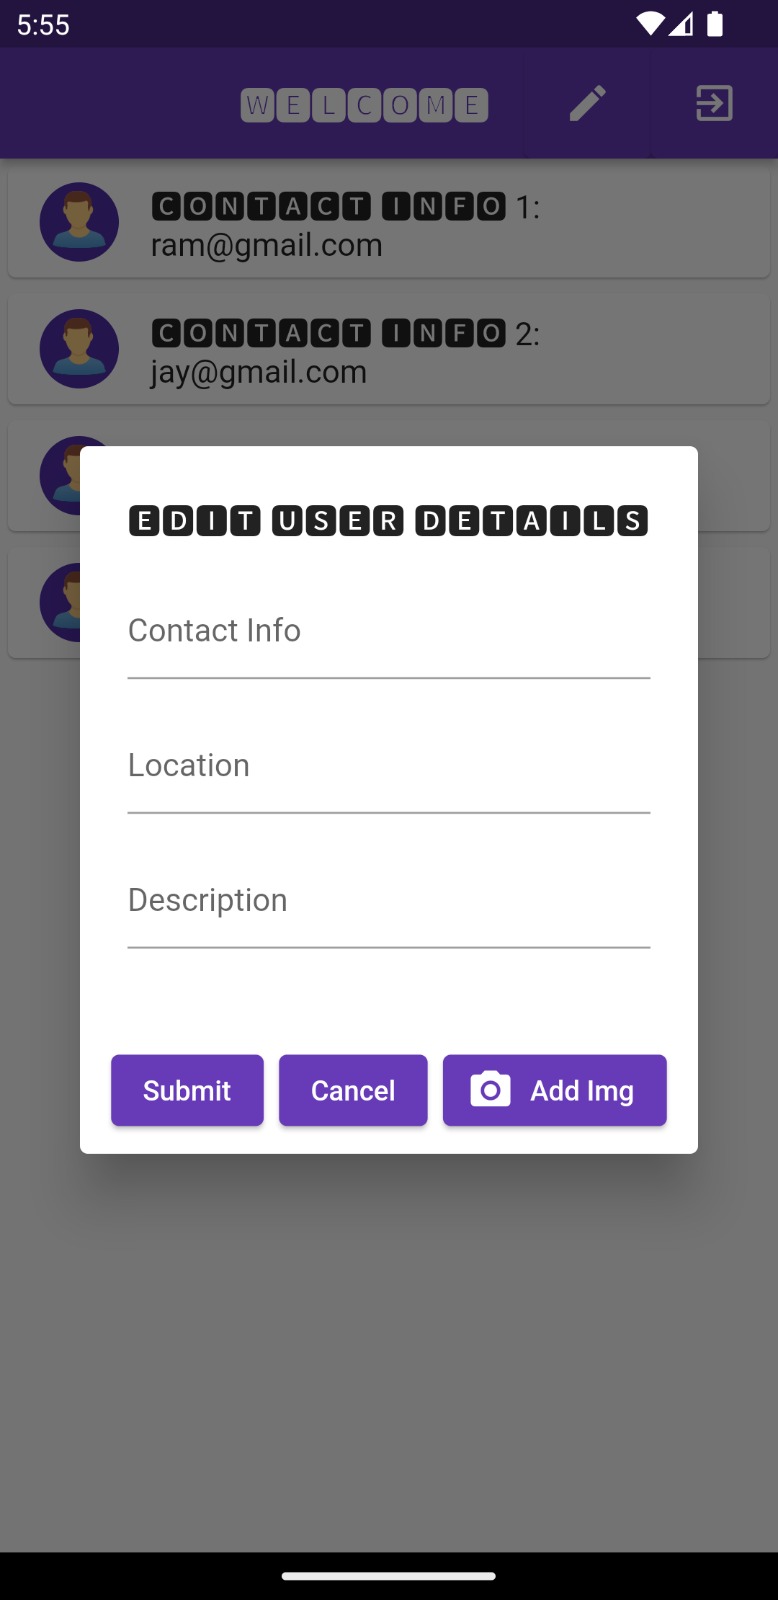 5:55
WELCOME
CONTACT INFO 1:
ram@gmail.com
CONTACT INFO 2:
jay@gmail.com
EDIT USER DETAILS
Contact Info
Location
Description
Submit Cancel Add Img